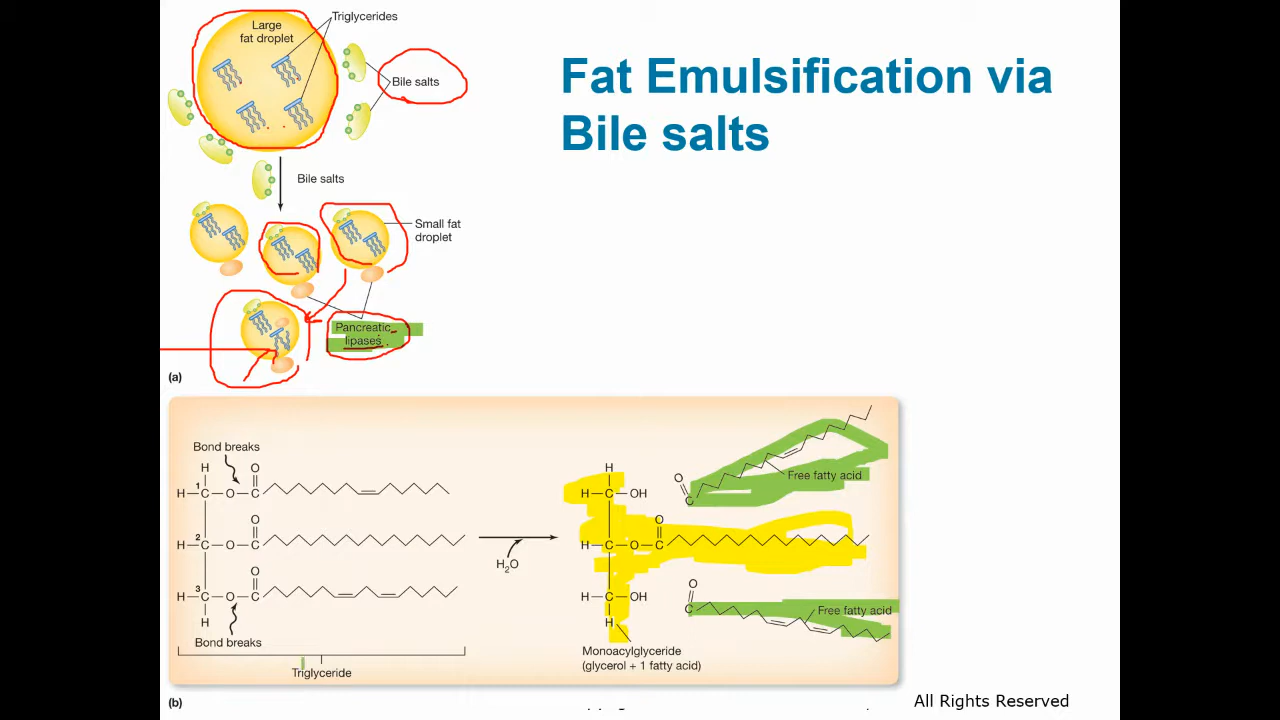 Fat Emulsification via
Bile salts
Triglycerides
Large
fat droplet
Bile salts
Bile salts
Small fat
droplet
Pancreatic
lipases
(a)
Bond breaks
H
H 1 C O C O
H 2 C O C O
H 3 C O C O
H
Bond breaks
Triglyceride
H2O
H
H C OH
H C O C O
H C OH
H
Monoacylglyceride
(glycerol + 1 fatty acid)
O
C
Free fatty acid
O
C
Free fatty acid
(b)
All Rights Reserved